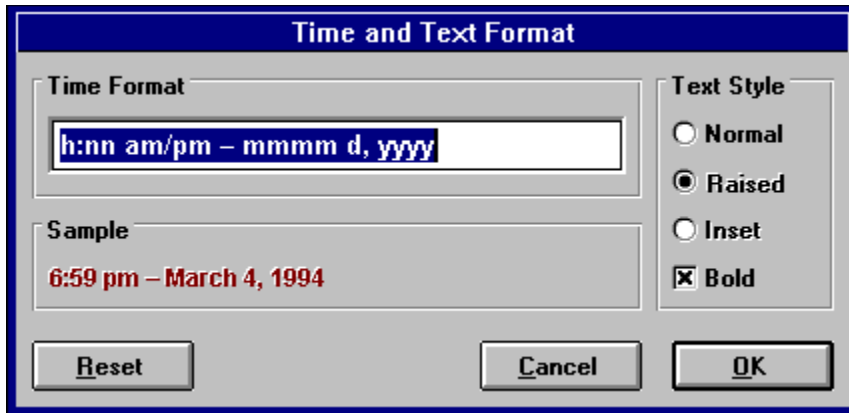 Time and Text Format
Time Format
h:nn am/pm – mmmm d, yyyy
Sample
6:59 pm – March 4, 1994
Text Style
Normal
Raised
Inset
Bold
Reset
Cancel
OK